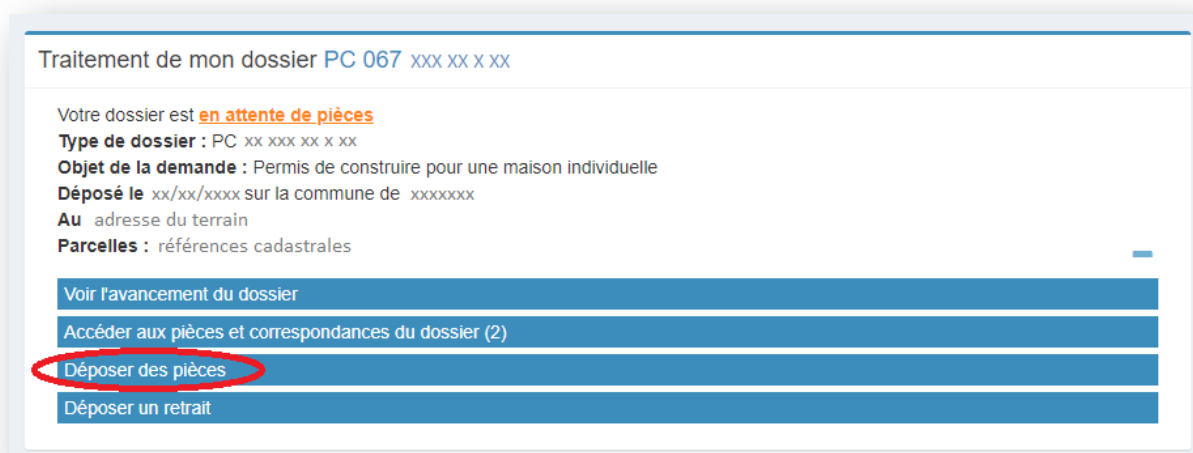 Traitement de mon dossier PC 067 xxx xx x xx
Votre dossier est en attente de pièces
Type de dossier : PC xx xxx xx x xx
Objet de la demande : Permis de construire pour une maison individuelle
Déposé le xx/xx/xxxx sur la commune de xxxxxxx
Au adresse du terrain
Parcelles : références cadastrales
Voir l'avancement du dossier
Accéder aux pièces et correspondances du dossier (2)
Déposer des pièces
Déposer un retrait